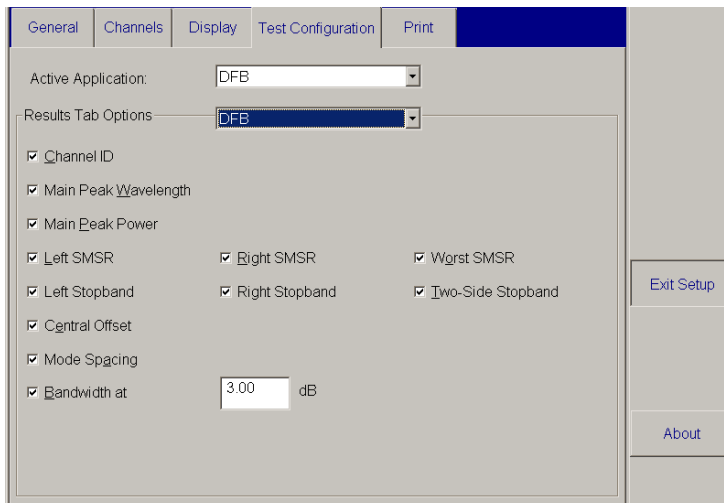 General Channels Display Test Configuration Print
Active Application: DFB
Results Tab Options DFB
Channel ID
Main Peak Wavelength
Main Peak Power
Left SMSR Right SMSR Worst SMSR
Left Stopband Right Stopband Two-Side Stopband
Exit Setup
Central Offset
Mode Spacing
Bandwidth at 3.00 dB
About